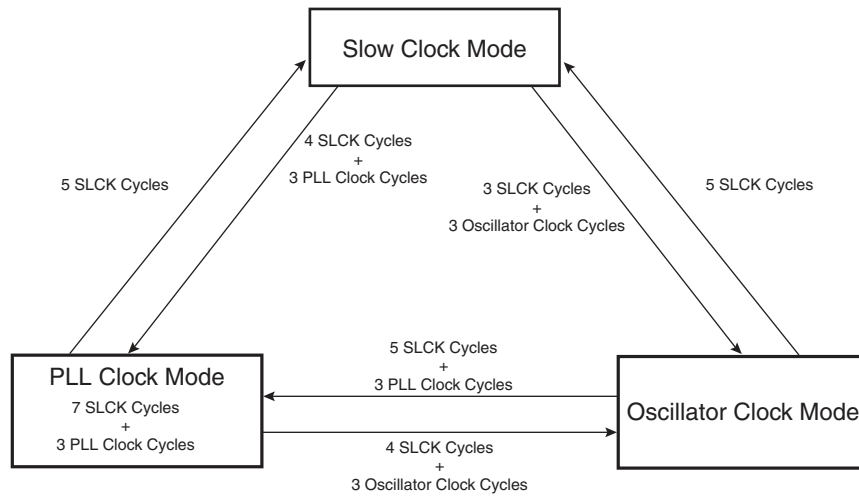 Slow Clock Mode
4 SLCK Cycles
+
3 PLL Clock Cycles
5 SLCK Cycles
3 SLCK Cycles
+
3 Oscillator Clock Cycles
5 SLCK Cycles
PLL Clock Mode
7 SLCK Cycles
+
3 PLL Clock Cycles
5 SLCK Cycles
+
3 PLL Clock Cycles
Oscillator Clock Mode
4 SLCK Cycles
+
3 Oscillator Clock Cycles